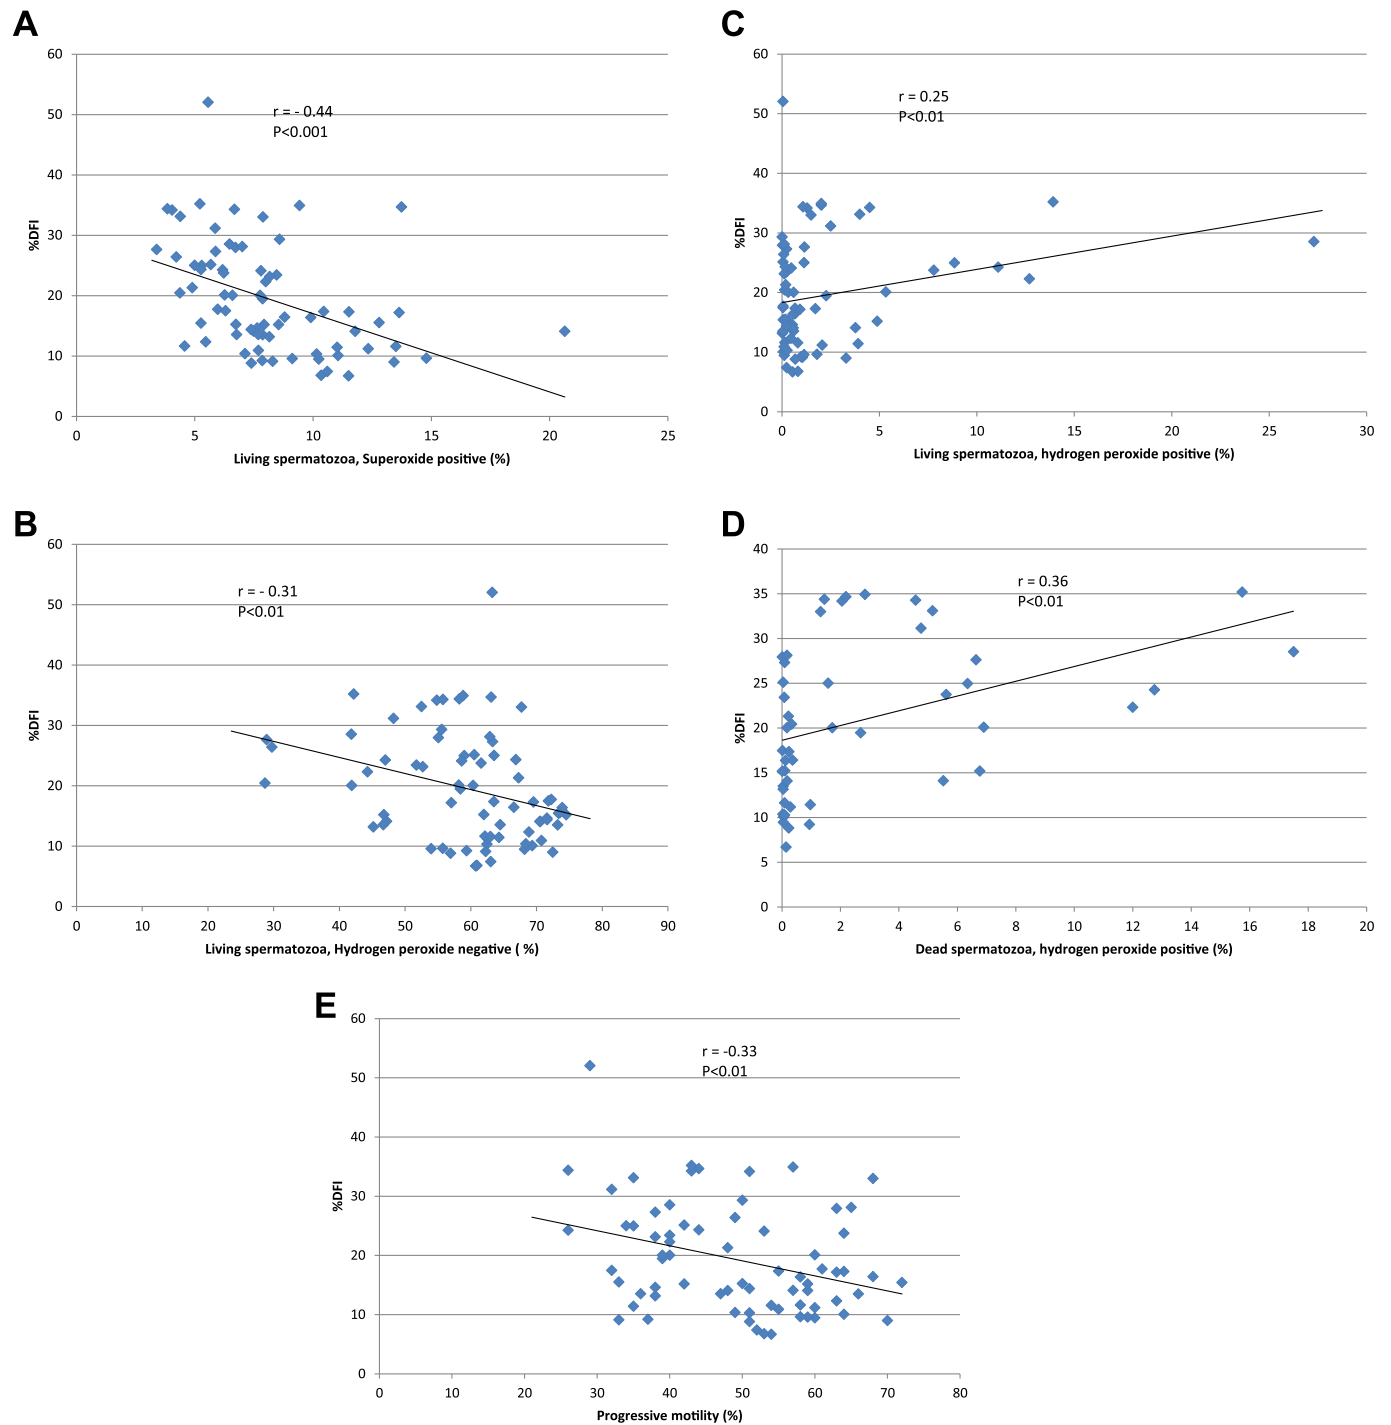 A
60
50
40
30
20
10
0
%DFI
r = - 0.44
P<0.001
0 5 10 15 20 25
Living spermatozoa, Superoxide positive (%)
C
60
50
40
30
20
10
0
%DFI
r = 0.25
P<0.01
0 5 10 15 20 25 30
Living spermatozoa, hydrogen peroxide positive (%)
B
60
50
40
30
20
10
0
%DFI
r = - 0.31
P<0.01
0 10 20 30 40 50 60 70 80 90
Living spermatozoa, Hydrogen peroxide negative ( %)
D
40
35
30
25
20
15
10
5
0
%DFI
r = 0.36
P<0.01
0 2 4 6 8 10 12 14 16 18 20
Dead spermatozoa, hydrogen peroxide positive (%)
E
60
50
40
30
20
10
0
%DFI
r = -0.33
P<0.01
0 10 20 30 40 50 60 70 80
Progressive motility (%)